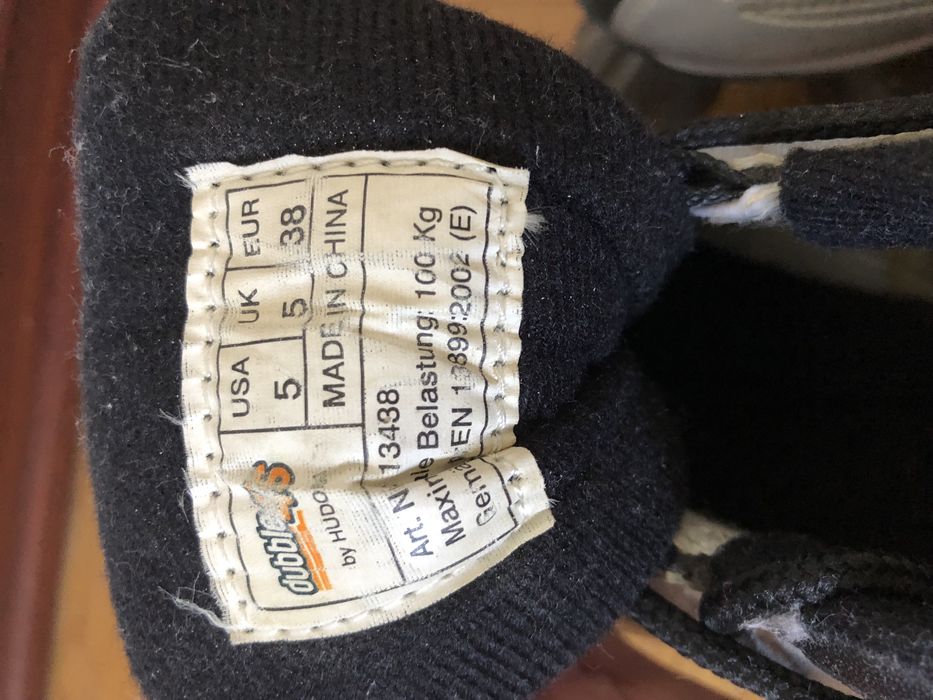 USA UK EUR
5 5 38
MADE IN CHINA
by HUDORA
Art. Nr. 13438
Maximale Belastung: 100 Kg
Gemäß EN 13899:2002 (E)